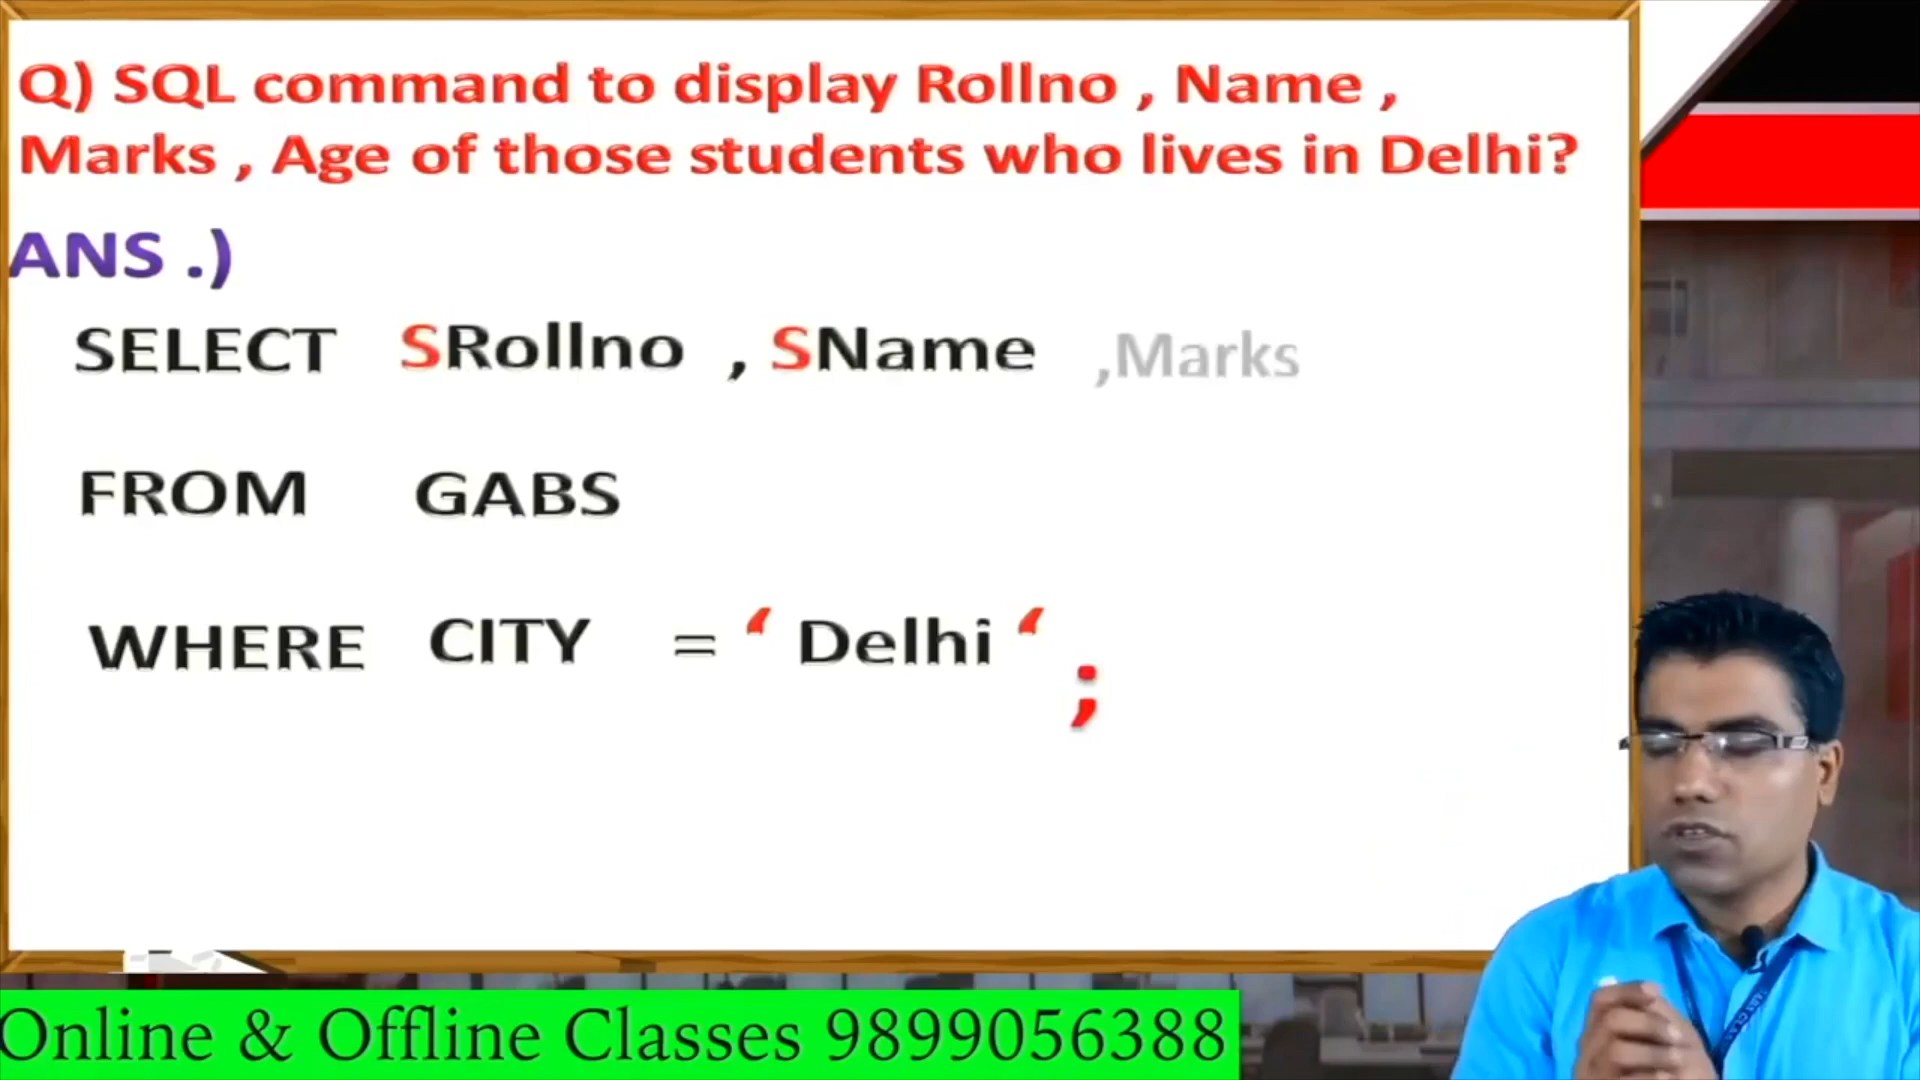 Q) SQL command to display Rollno , Name ,
Marks , Age of those students who lives in Delhi?
ANS .)
SELECT SRollno , SName ,Marks
FROM GABS
WHERE CITY = ‘ Delhi ‘ ;
Online & Offline Classes 9899056388